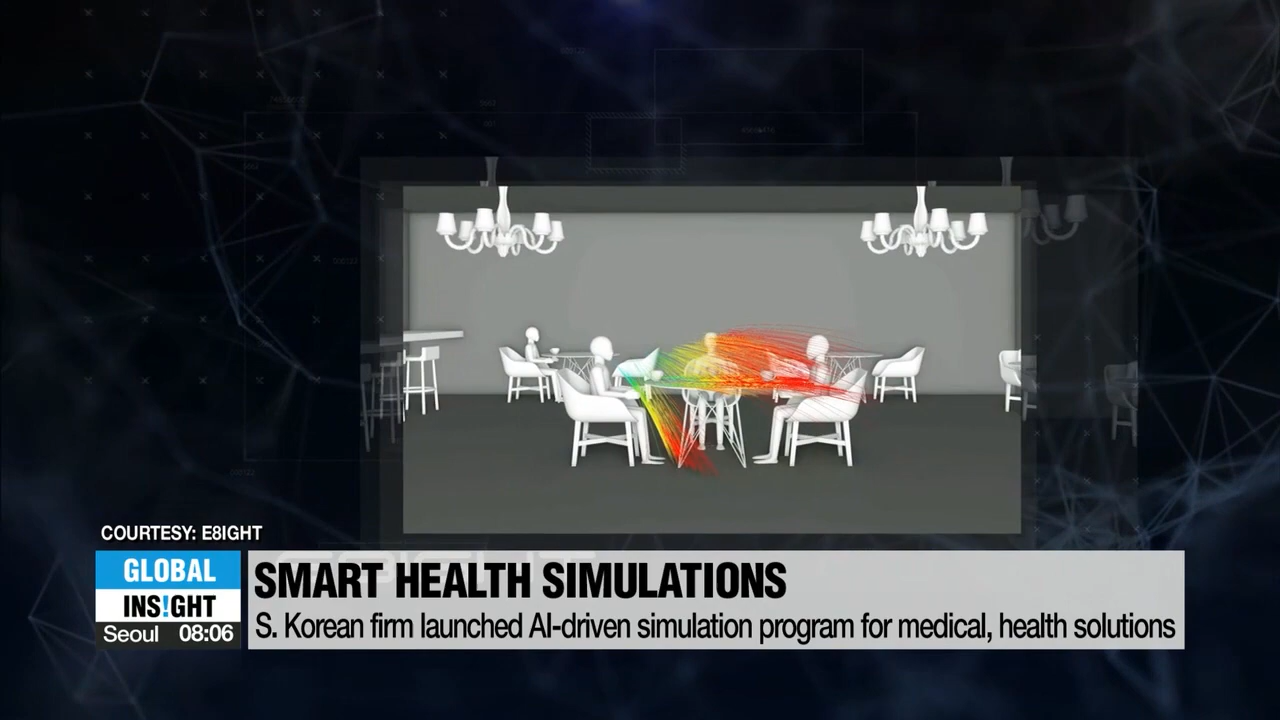 COURTESY: E8IGHT
GLOBAL
INS!GHT
Seoul 08:06
SMART HEALTH SIMULATIONS
S. Korean firm launched AI-driven simulation program for medical, health solutions